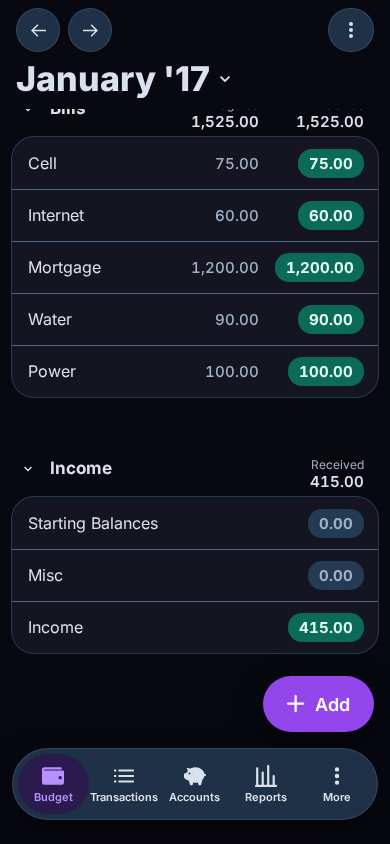 January '17
Bills
1,525.00 1,525.00
Cell 75.00 75.00
Internet 60.00 60.00
Mortgage 1,200.00 1,200.00
Water 90.00 90.00
Power 100.00 100.00
Income Received
415.00
Starting Balances 0.00
Misc 0.00
Income 415.00
Add
Budget Transactions Accounts Reports More